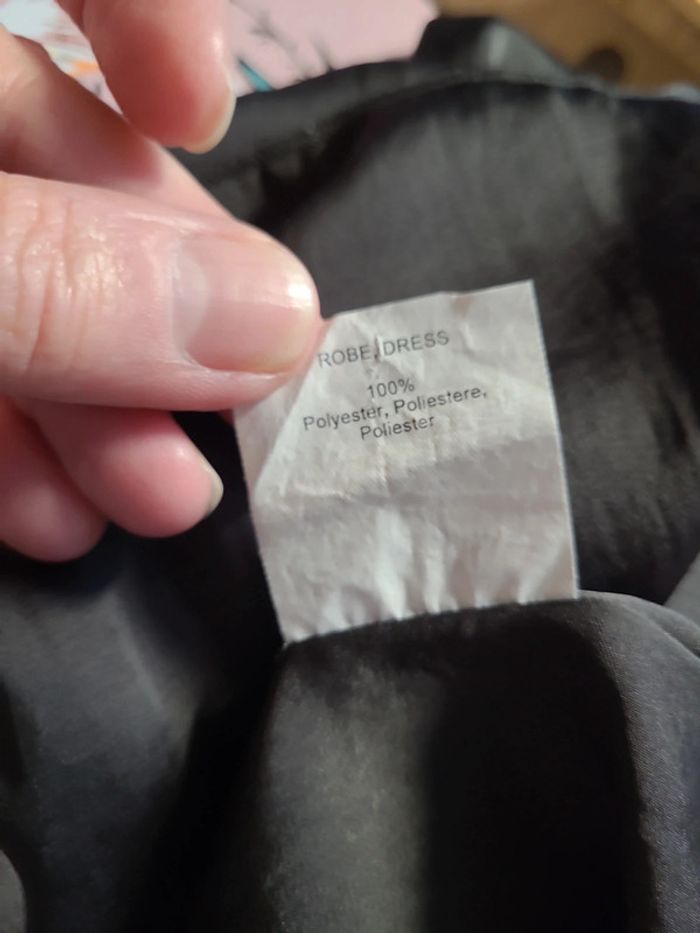 ROBE, DRESS
100%
Polyester, Poliestere,
Poliester